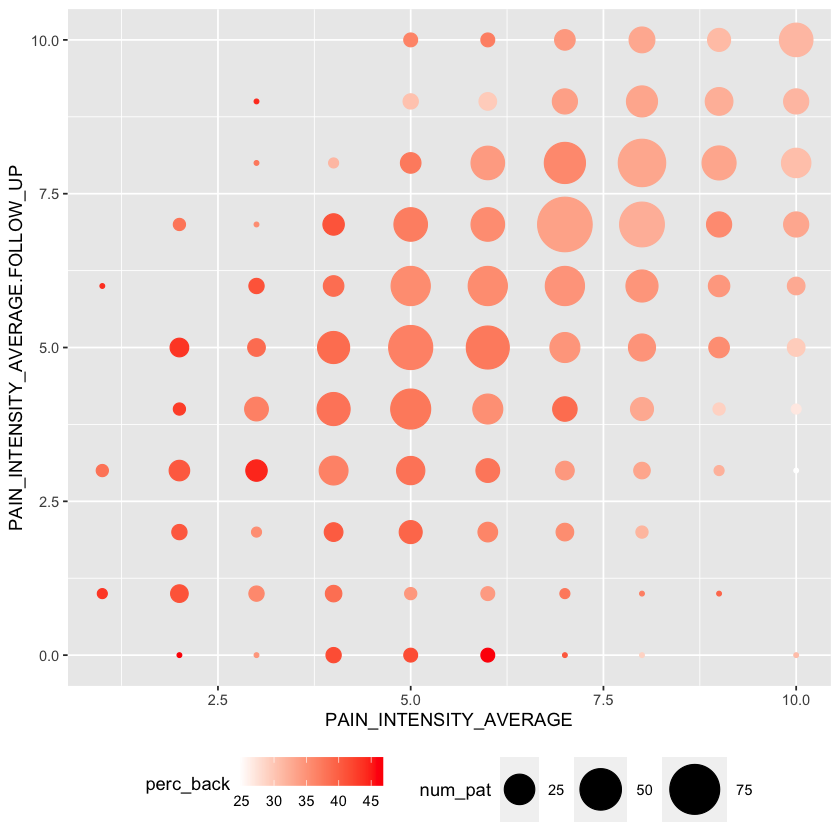 PAIN_INTENSITY_AVERAGE.FOLLOW_UP
10.0
7.5
5.0
2.5
0.0
2.5 5.0 7.5 10.0
PAIN_INTENSITY_AVERAGE
perc_back
25 30 35 40 45
num_pat
25 50 75